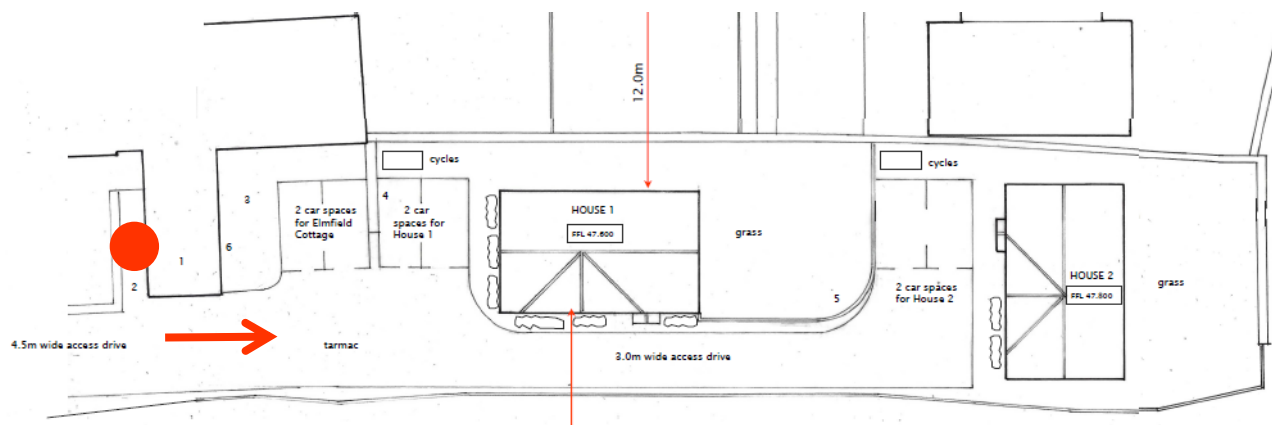 12.0m
cycles
cycles
3
4
2 car spaces
for Elmfield
Cottage
2 car
spaces for
House 1
HOUSE 1
FFL 47.800
grass
6
1
2
5
2 car spaces
for House 2
HOUSE 2
FFL 47.800
grass
4.5m wide access drive
tarmac
3.0m wide access drive